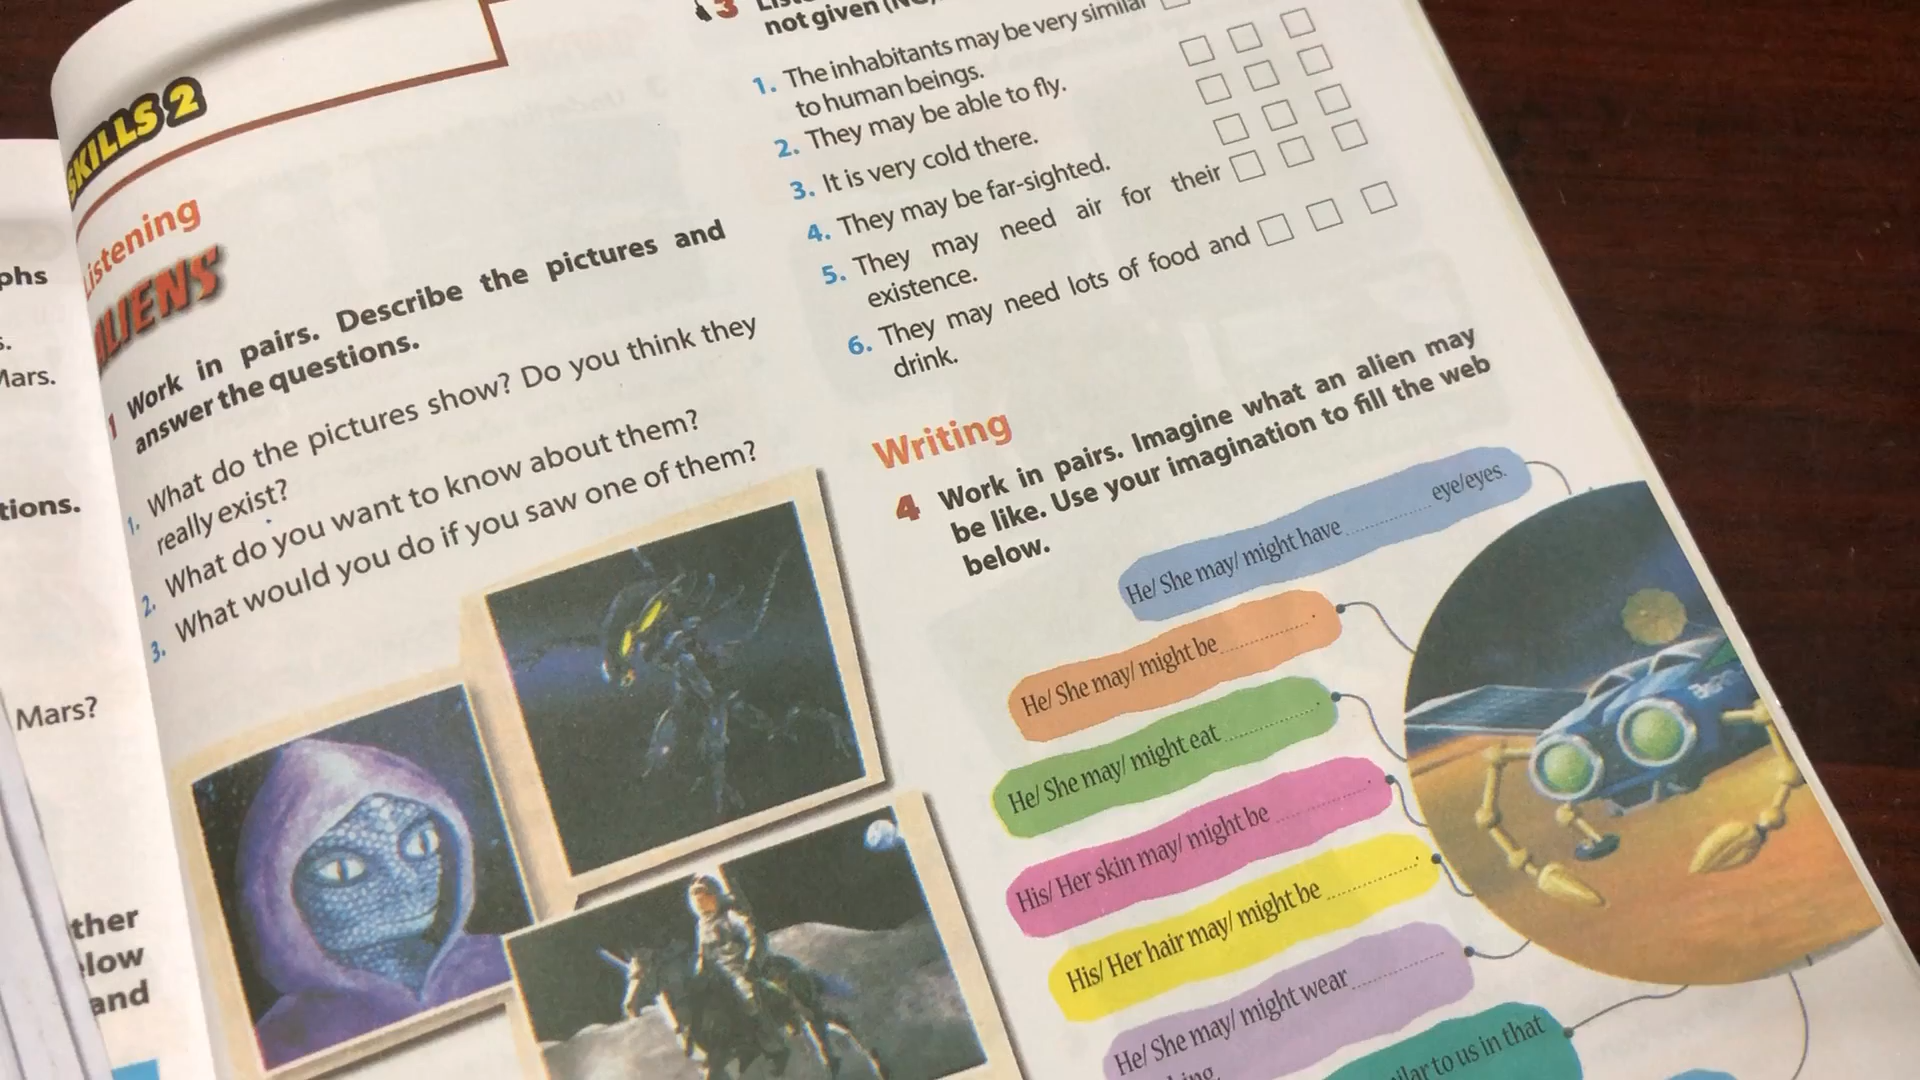 phs
s.
Mars.
tions.
Mars?
ther
low
and
SKILLS 2
Listening
ALIENS
1 Work in pairs. Describe the pictures and
answer the questions.
1. What do the pictures show? Do you think they
really exist?
2. What do you want to know about them?
3. What would you do if you saw one of them?
3
not given (NG)
1. The inhabitants may be very similar
to human beings.
2. They may be able to fly.
3. It is very cold there.
4. They may be far-sighted.
5. They may need air for their
existence.
6. They may need lots of food and
drink.
Writing
4 Work in pairs. Imagine what an alien may
be like. Use your imagination to fill the web
below.
He/ She may/ might have .............. eye/eyes.
He/ She may/ might be ................
He/ She may/ might eat ................
His/ Her skin may/ might be ................
His/ Her hair may/ might be ................
He/ She may/ might wear ................
ilar to us in that